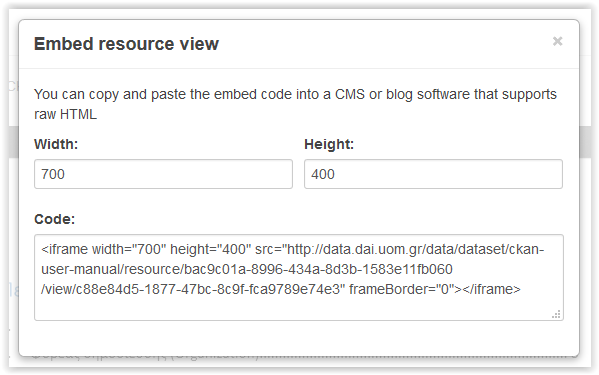 Embed resource view ×
You can copy and paste the embed code into a CMS or blog software that supports
raw HTML
Width: Height:
700 400
Code:
<iframe width="700" height="400" src="http://data.dai.uom.gr/data/dataset/ckan-
user-manual/resource/bac9c01a-8996-434a-8d3b-1583e11fb060
/view/c88e84d5-1877-47bc-8c9f-fca9789e74e3" frameBorder="0"></iframe>